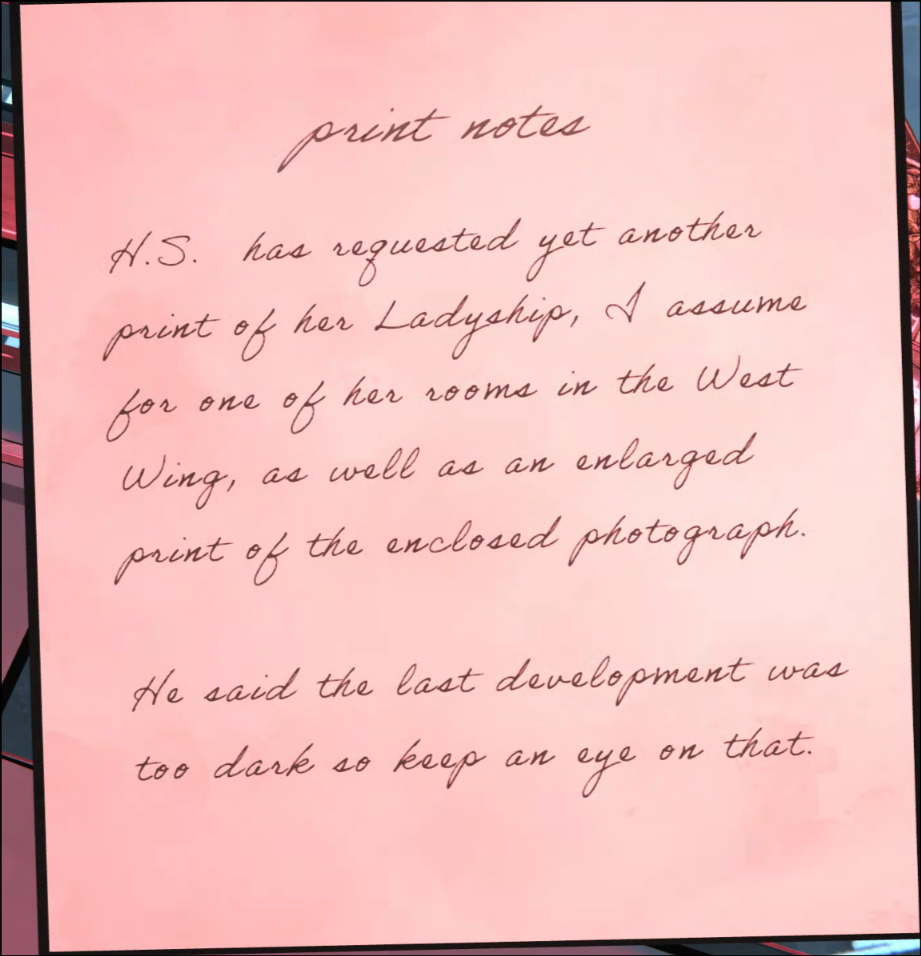 print notes
H.S. has requested yet another
print of her Ladyship, I assume
for one of her rooms in the West
Wing, as well as an enlarged
print of the enclosed photograph.
He said the last development was
too dark so keep an eye on that.